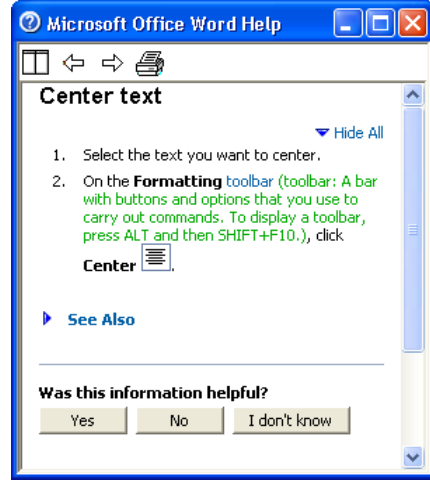 Microsoft Office Word Help
Center text
Hide All
1. Select the text you want to center.
2. On the Formatting toolbar (toolbar: A bar
with buttons and options that you use to
carry out commands. To display a toolbar,
press ALT and then SHIFT+F10.), click
Center .
See Also
Was this information helpful?
Yes No I don't know